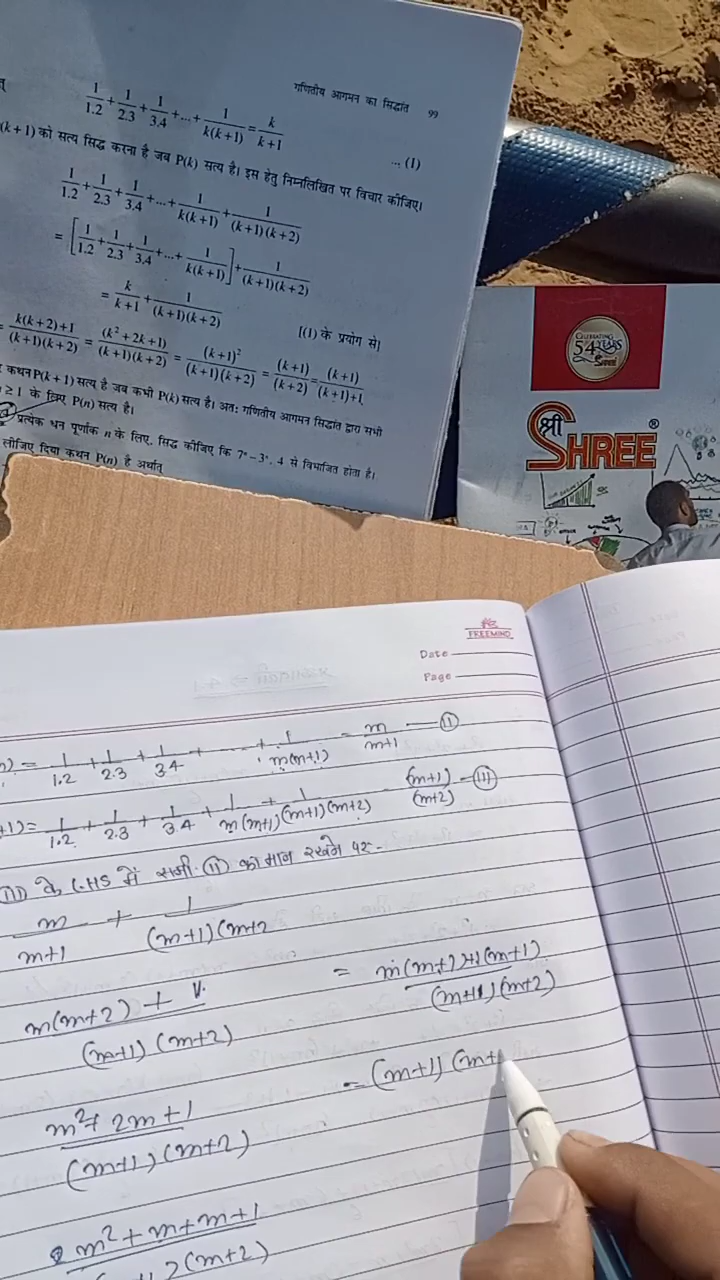 गणितीय आगमन का सिद्धांत 99
1/1.2 + 1/2.3 + 1/3.4 + ... + 1/k(k+1) = k/k+1 ... (1)
(k+1) को सत्य सिद्ध करना है जब P(k) सत्य है। इस हेतु निम्नलिखित पर विचार कीजिए।
1/1.2 + 1/2.3 + 1/3.4 + ... + 1/k(k+1) + 1/(k+1)(k+2)
= [1/1.2 + 1/2.3 + 1/3.4 + ... + 1/k(k+1)] + 1/(k+1)(k+2)
= k/k+1 + 1/(k+1)(k+2) [(1) के प्रयोग से]
= k(k+2)+1/(k+1)(k+2) = (k²+2k+1)/(k+1)(k+2) = (k+1)²/(k+1)(k+2) = (k+1)/(k+2) = (k+1)/(k+1)+1
कथन P(k+1) सत्य है जब कभी P(k) सत्य है। अतः गणितीय आगमन सिद्धांत द्वारा सभी
≥ 1 के लिए P(n) सत्य है।
प्रत्येक धन पूर्णांक n के लिए, सिद्ध कीजिए कि 7ⁿ – 3ⁿ, 4 से विभाजित होता है।
लीजिए दिया कथन P(n) है अर्थात्
CELEBRATING
54 YEARS
Shree
श्री
SHREE®
FREEMIND
Date
Page
) = 1/1.2 + 1/2.3 + 1/3.4 + ---- + 1/m(m+1) = m/m+1 — (II)
+1) = 1/1.2 + 1/2.3 + 1/3.4 + 1/m(m+1) + 1/(m+1)(m+2) = (m+1)/(m+2) — (III)
(III) के LHS में समी. (II) का मान रखने पर-
m/m+1 + 1/(m+1)(m+2
m(m+2) + 1/(m+1)(m+2)
m²+2m+1/(m+1)(m+2)
m²+m+m+1/(m+2)
= m(m+1)+1(m+1)/(m+1)(m+2)
= (m+1)(m+